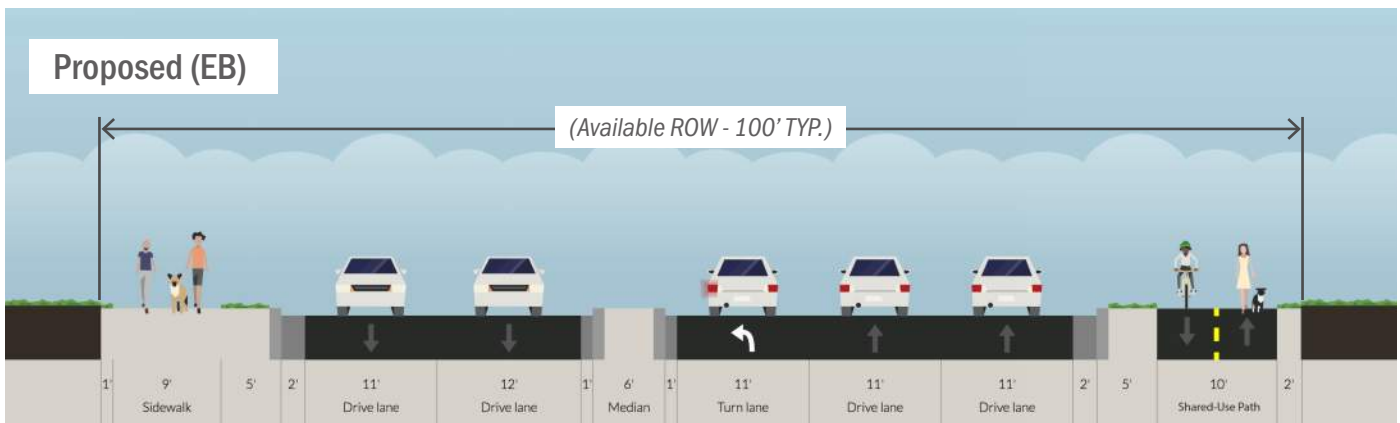 Proposed (EB)
(Available ROW - 100' TYP.)
1' 9' 5' 2' 11' 12' 1' 6' 1' 11' 11' 11' 2' 5' 10' 2'
Sidewalk Drive lane Drive lane Median Turn lane Drive lane Drive lane Shared-Use Path